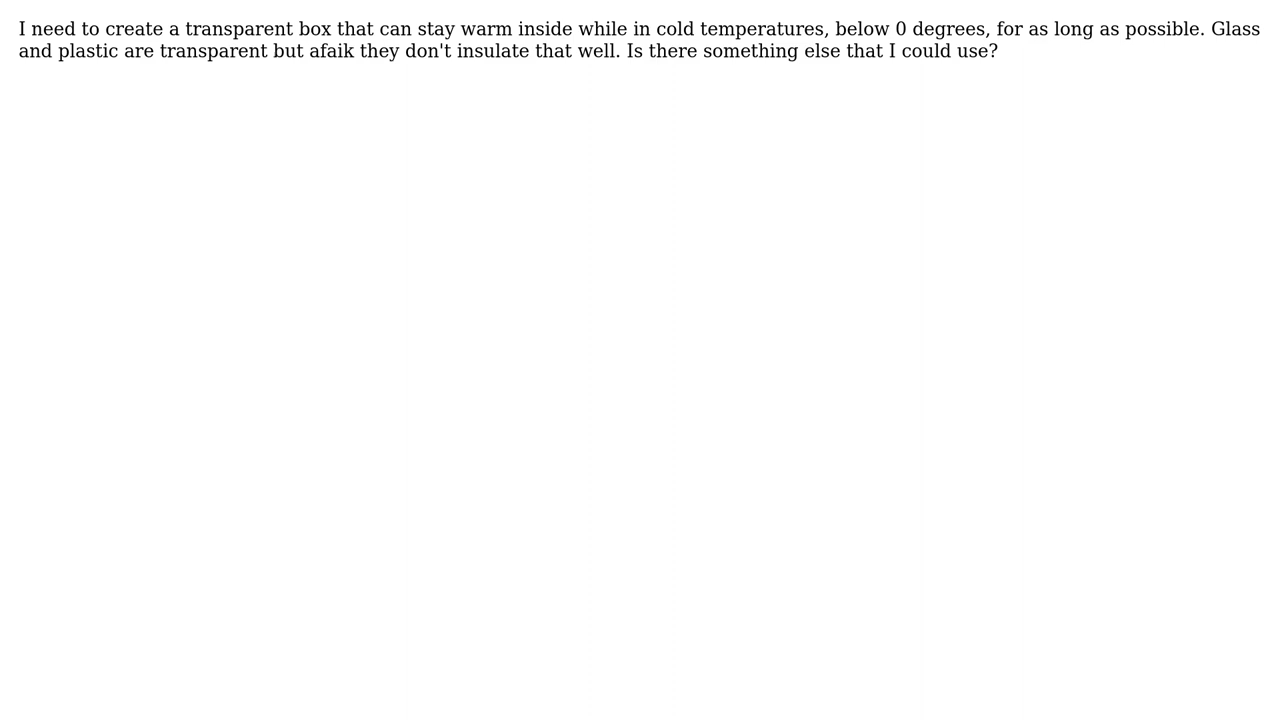 I need to create a transparent box that can stay warm inside while in cold temperatures, below 0 degrees, for as long as possible. Glass
and plastic are transparent but afaik they don't insulate that well. Is there something else that I could use?